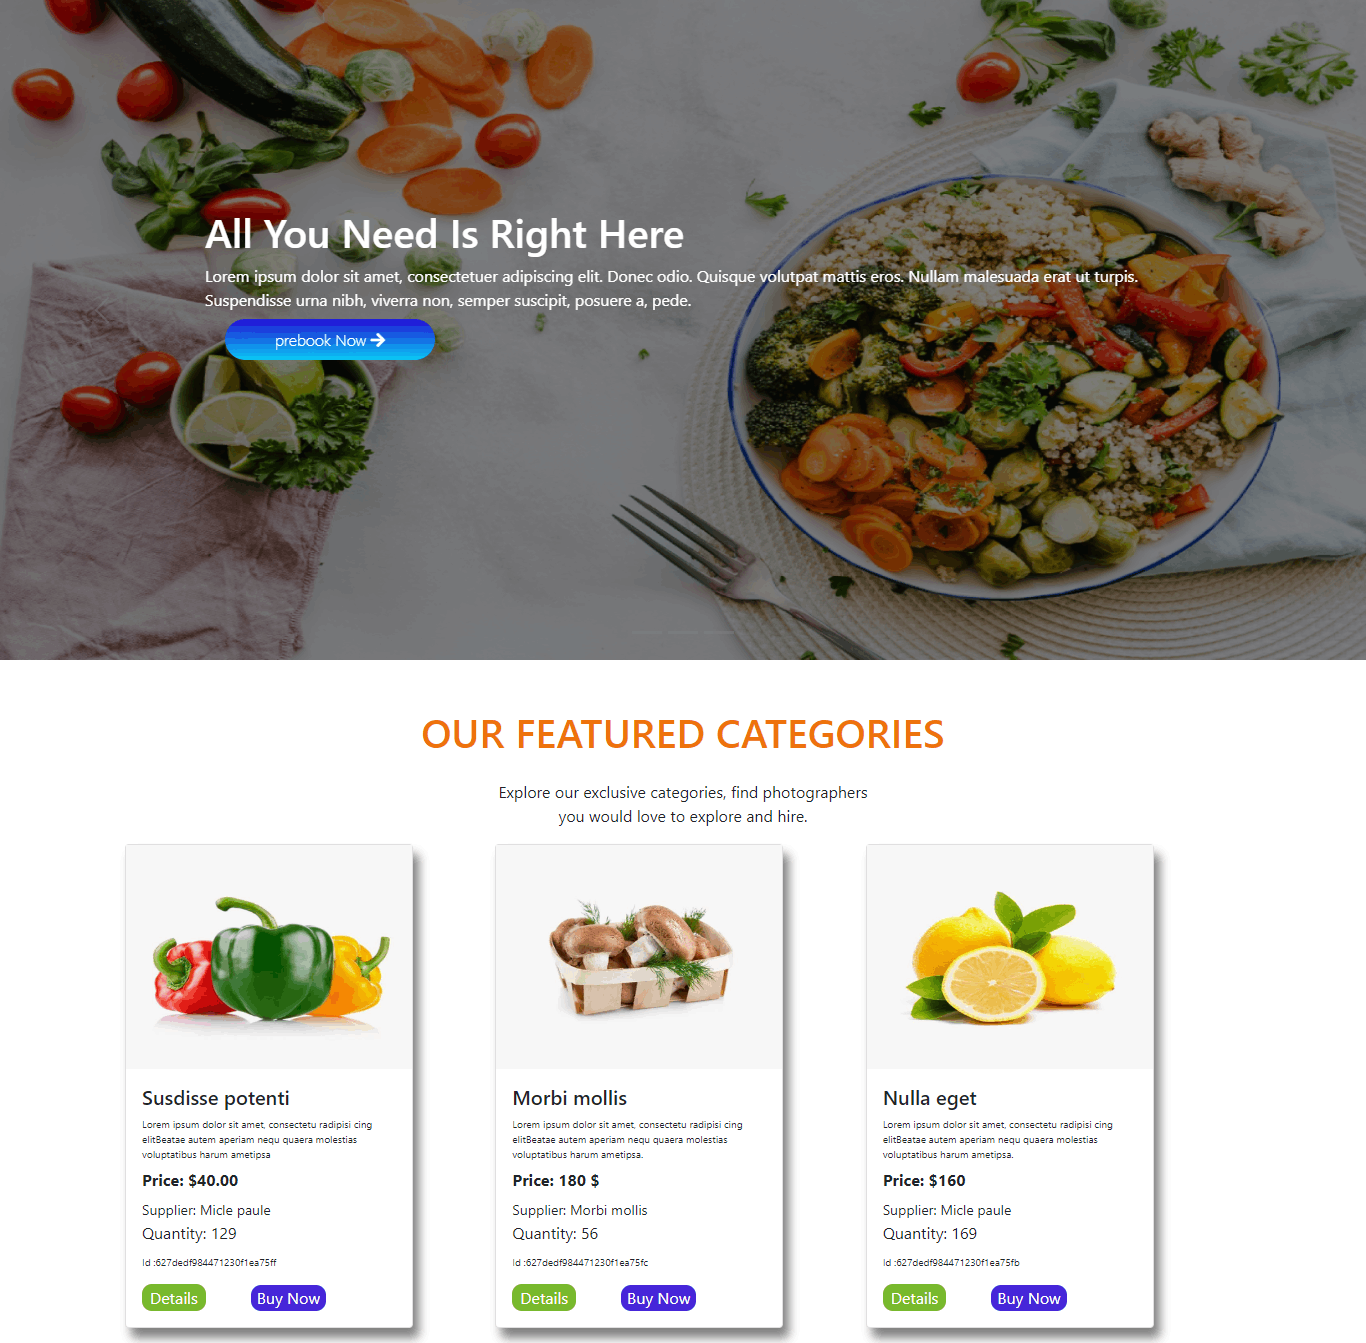 All You Need Is Right Here
Lorem ipsum dolor sit amet, consectetuer adipiscing elit. Donec odio. Quisque volutpat mattis eros. Nullam malesuada erat ut turpis.
Suspendisse urna nibh, viverra non, semper suscipit, posuere a, pede.
prebook Now
OUR FEATURED CATEGORIES
Explore our exclusive categories, find photographers
you would love to explore and hire.
Susdisse potenti
Lorem ipsum dolor sit amet, consectetu radipisi cing
elitBeatae autem aperiam nequ quaera molestias
voluptatibus harum ametipsa
Price: $40.00
Supplier: Micle paule
Quantity: 129
Id :627dedf984471230f1ea75ff
Details Buy Now
Morbi mollis
Lorem ipsum dolor sit amet, consectetu radipisi cing
elitBeatae autem aperiam nequ quaera molestias
voluptatibus harum ametipsa.
Price: 180 $
Supplier: Morbi mollis
Quantity: 56
Id :627dedf984471230f1ea75fc
Details Buy Now
Nulla eget
Lorem ipsum dolor sit amet, consectetu radipisi cing
elitBeatae autem aperiam nequ quaera molestias
voluptatibus harum ametipsa.
Price: $160
Supplier: Micle paule
Quantity: 169
Id :627dedf984471230f1ea75fb
Details Buy Now